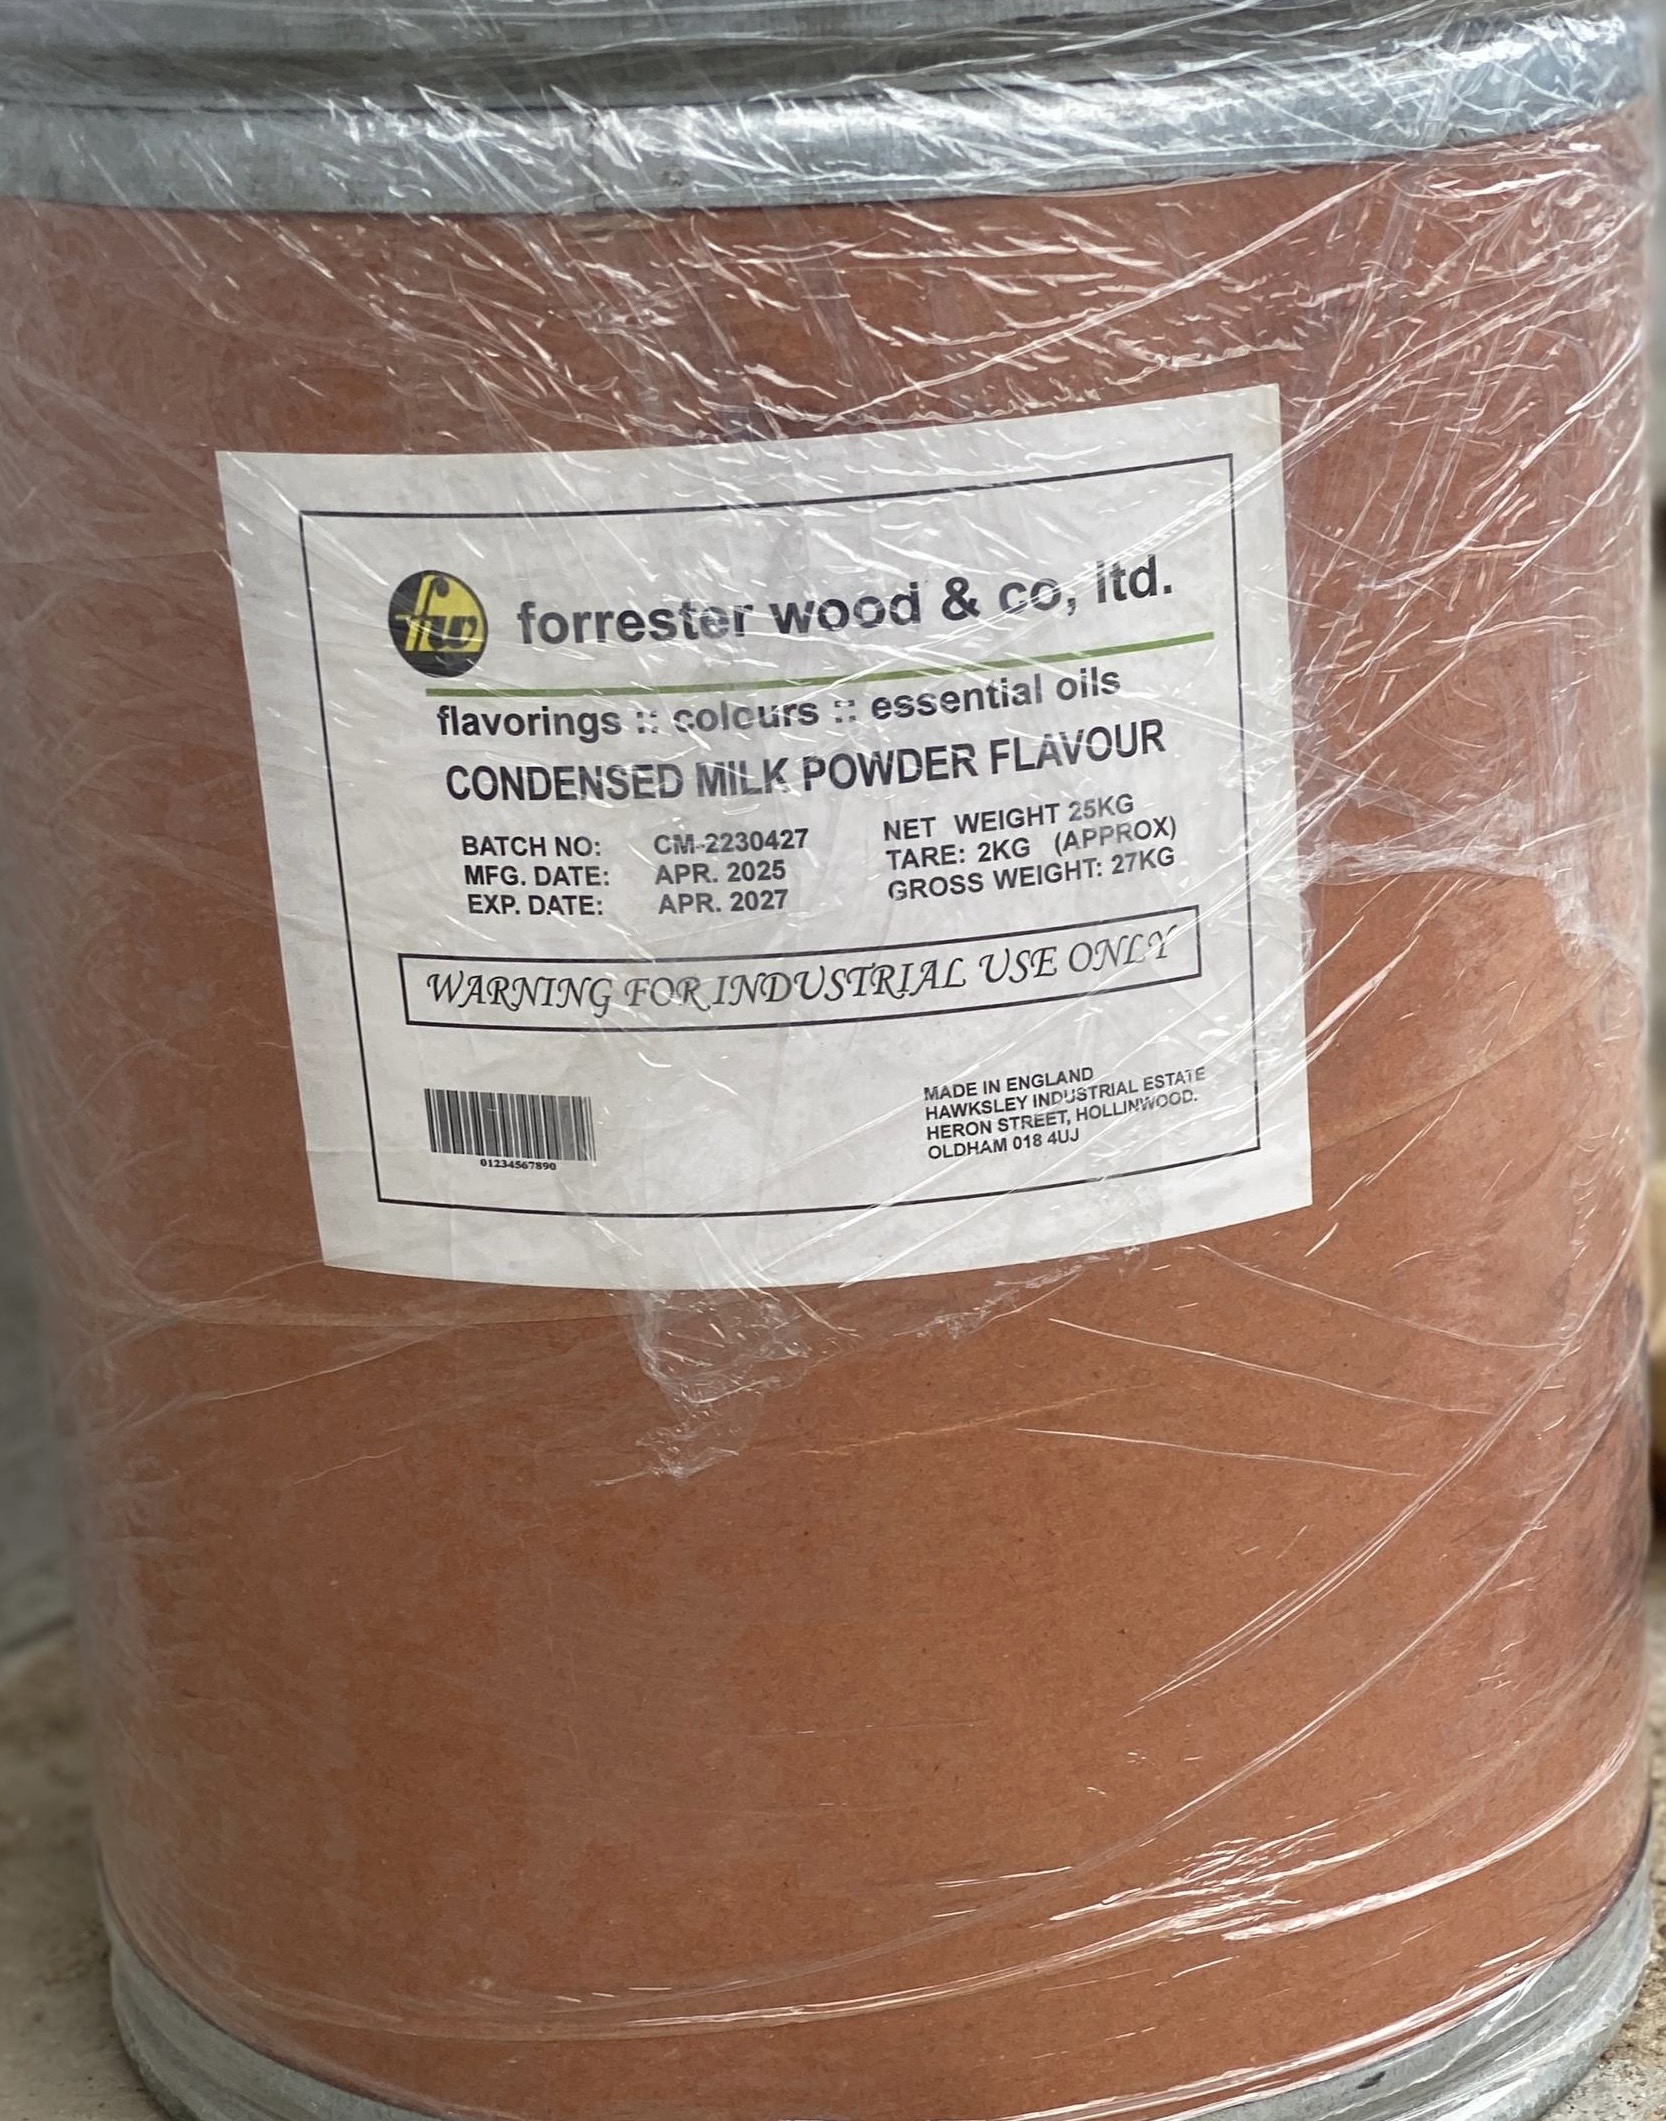 fw forrester wood & co, ltd.
flavorings :: colours :: essential oils
CONDENSED MILK POWDER FLAVOUR
BATCH NO: CM-2230427
MFG. DATE: APR. 2025
EXP. DATE: APR. 2027
NET WEIGHT 25KG
TARE: 2KG (APPROX)
GROSS WEIGHT: 27KG
WARNING FOR INDUSTRIAL USE ONLY
01234567890
MADE IN ENGLAND
HAWKSLEY INDUSTRIAL ESTATE
HERON STREET, HOLLINWOOD.
OLDHAM 018 4UJ